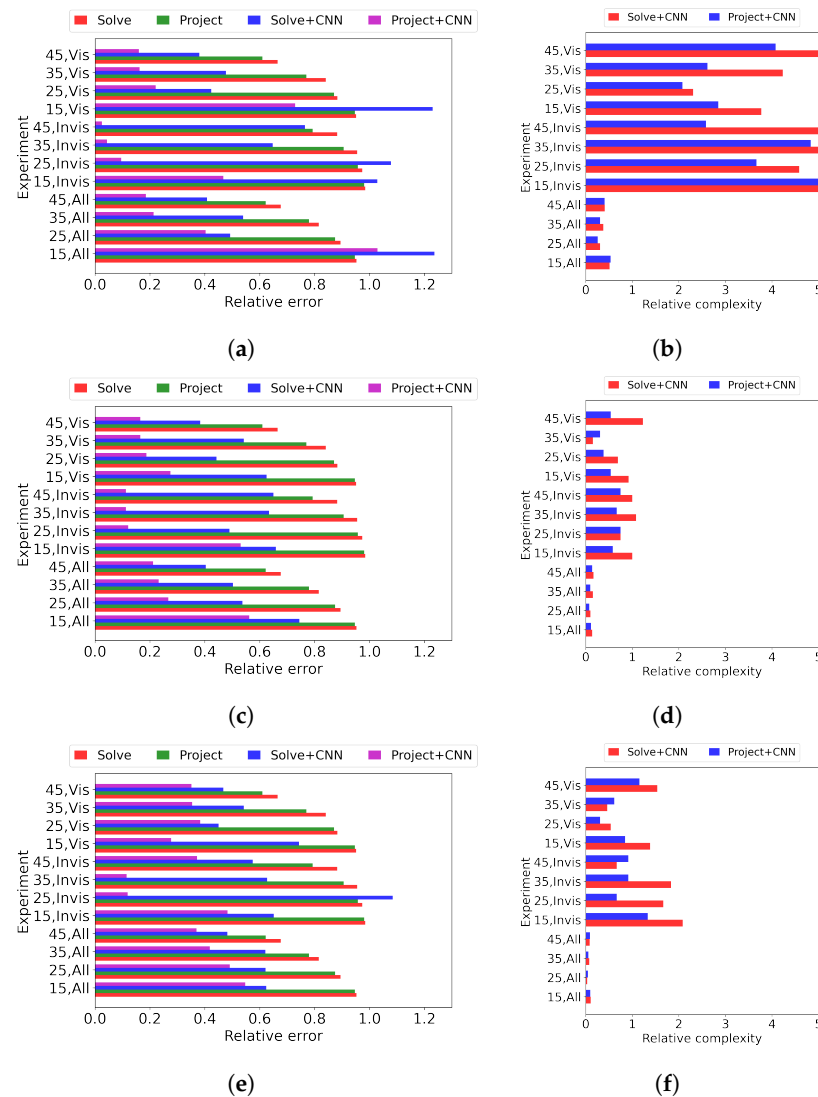 Solve Project Solve+CNN Project+CNN
Experiment
45,Vis
35,Vis
25,Vis
15,Vis
45,Invis
35,Invis
25,Invis
15,Invis
45,All
35,All
25,All
15,All
0.0 0.2 0.4 0.6 0.8 1.0 1.2
Relative error
(a)
Solve+CNN Project+CNN
Experiment
45,Vis
35,Vis
25,Vis
15,Vis
45,Invis
35,Invis
25,Invis
15,Invis
45,All
35,All
25,All
15,All
0 1 2 3 4 5
Relative complexity
(b)
Solve Project Solve+CNN Project+CNN
Experiment
45,Vis
35,Vis
25,Vis
15,Vis
45,Invis
35,Invis
25,Invis
15,Invis
45,All
35,All
25,All
15,All
0.0 0.2 0.4 0.6 0.8 1.0 1.2
Relative error
(c)
Solve+CNN Project+CNN
Experiment
45,Vis
35,Vis
25,Vis
15,Vis
45,Invis
35,Invis
25,Invis
15,Invis
45,All
35,All
25,All
15,All
0 1 2 3 4 5
Relative complexity
(d)
Solve Project Solve+CNN Project+CNN
Experiment
45,Vis
35,Vis
25,Vis
15,Vis
45,Invis
35,Invis
25,Invis
15,Invis
45,All
35,All
25,All
15,All
0.0 0.2 0.4 0.6 0.8 1.0 1.2
Relative error
(e)
Solve+CNN Project+CNN
Experiment
45,Vis
35,Vis
25,Vis
15,Vis
45,Invis
35,Invis
25,Invis
15,Invis
45,All
35,All
25,All
15,All
0 1 2 3 4 5
Relative complexity
(f)